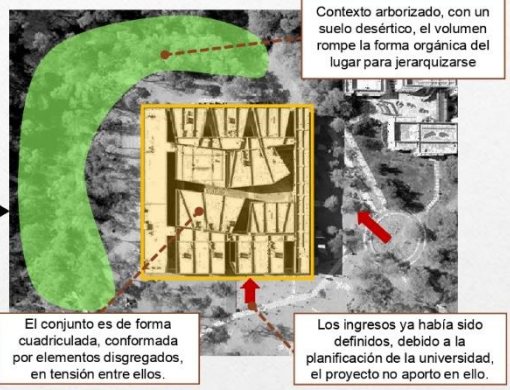 Contexto arborizado, con un
suelo desértico, el volumen
rompe la forma orgánica del
lugar para jerarquizarse
El conjunto es de forma
cuadriculada, conformada
por elementos disgregados,
en tensión entre ellos.
Los ingresos ya había sido
definidos, debido a la
planificación de la universidad,
el proyecto no aporto en ello.